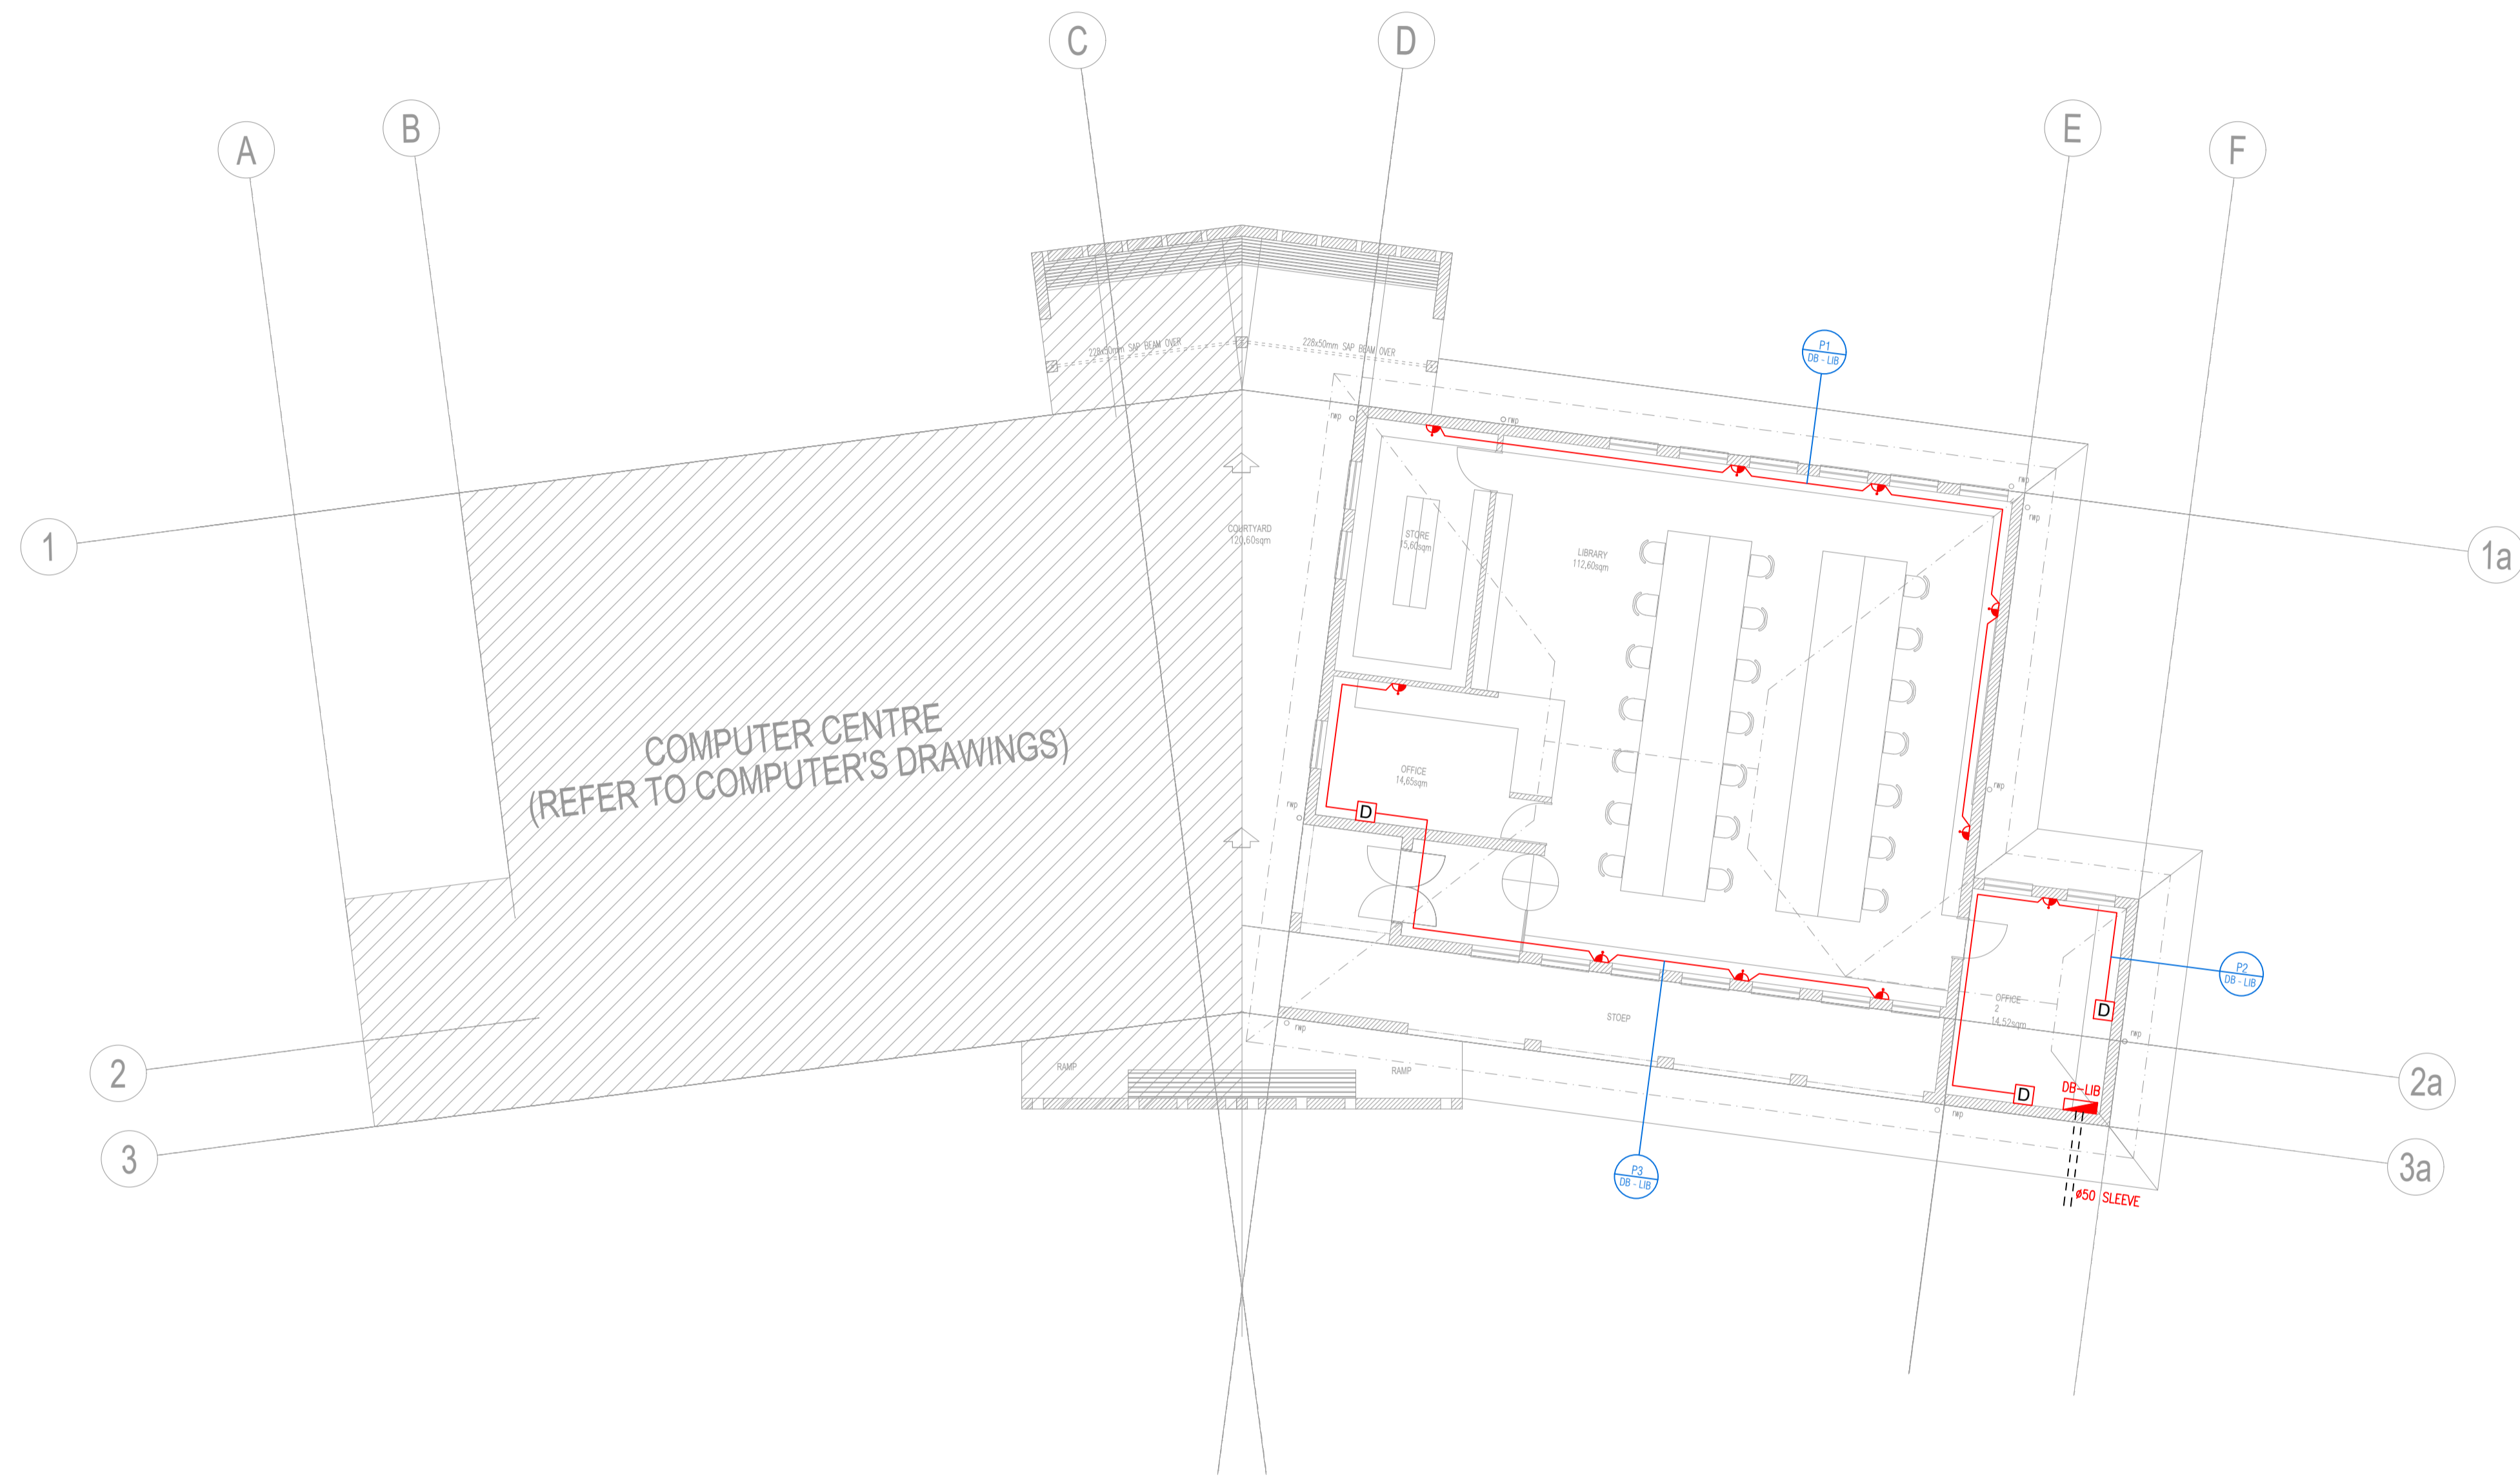 C
D
A
B
E
F
228x50mm SAP BEAM OVER
228x50mm SAP BEAM OVER
P1
DB - LIB
rwp
rwp
rwp
rwp
1
1a
COURTYARD
120,60sqm
STORE
15,60sqm
LIBRARY
112,60sqm
COMPUTER CENTRE
(REFER TO COMPUTER'S DRAWINGS)
OFFICE
14,65sqm
rwp
rwp
D
P2
DB - LIB
OFFICE
2
14,52sqm
D
STOEP
rwp
rwp
RAMP
RAMP
2
2a
DB-LIB
D
rwp
3
3a
P3
DB - LIB
ø50 SLEEVE